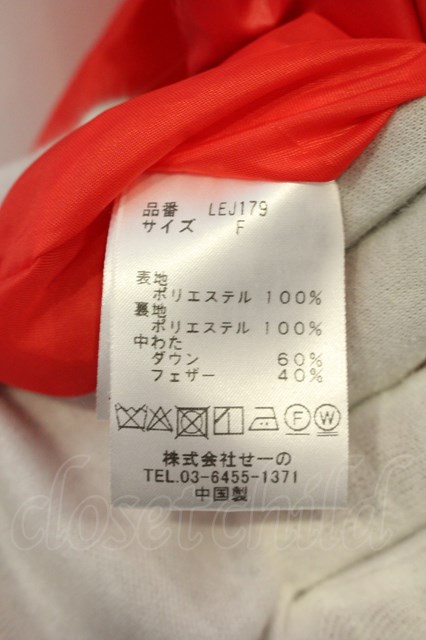 品番 LEJ179
サイズ F
表地
ポリエステル 100%
裏地
ポリエステル 100%
中わた
ダウン 60%
フェザー 40%
F W
株式会社せーの
TEL.03-6455-1371
中国製
closet child